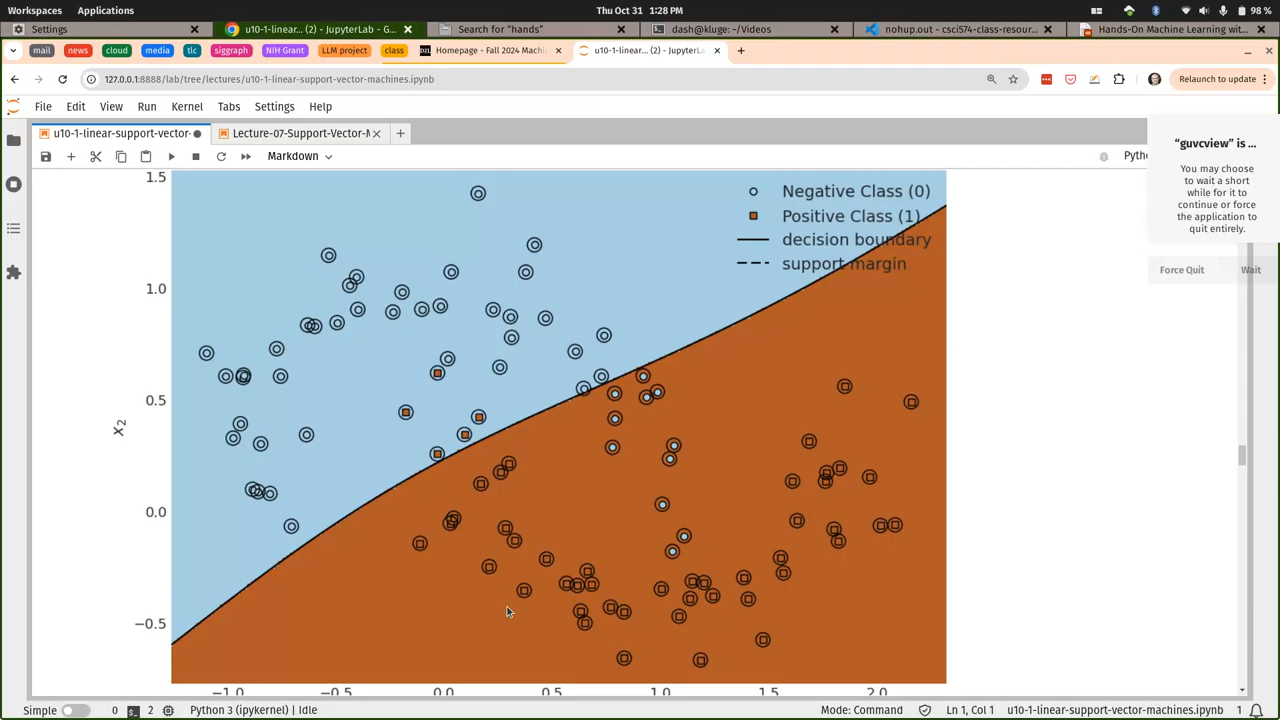 Workspaces Applications Thu Oct 31 1:28 PM 98 %
Settings u10-1-linear... (2) - JupyterLab - G... Search for "hands" dash@kluge: ~/Videos nohup.out - csci574-class-resour... Hands-On Machine Learning wit...
mail news cloud media tlc siggraph NIH Grant LLM project class Homepage - Fall 2024 Machi u10-1-linear... (2) - JupyterLab
127.0.0.1:8888/lab/tree/lectures/u10-1-linear-support-vector-machines.ipynb Relaunch to update
File Edit View Run Kernel Tabs Settings Help
u10-1-linear-support-vector- Lecture-07-Support-Vector-M
Markdown Pyth
"guvcview" is ...
You may choose
to wait a short
while for it to
continue or force
the application to
quit entirely.
Force Quit Wait
Negative Class (0)
Positive Class (1)
decision boundary
support margin
1.5
1.0
0.5
0.0
−0.5
x2
−1.0 −0.5 0.0 0.5 1.0 1.5 2.0
Simple 0 2 Python 3 (ipykernel) | Idle Mode: Command Ln 1, Col 1 u10-1-linear-support-vector-machines.ipynb 1